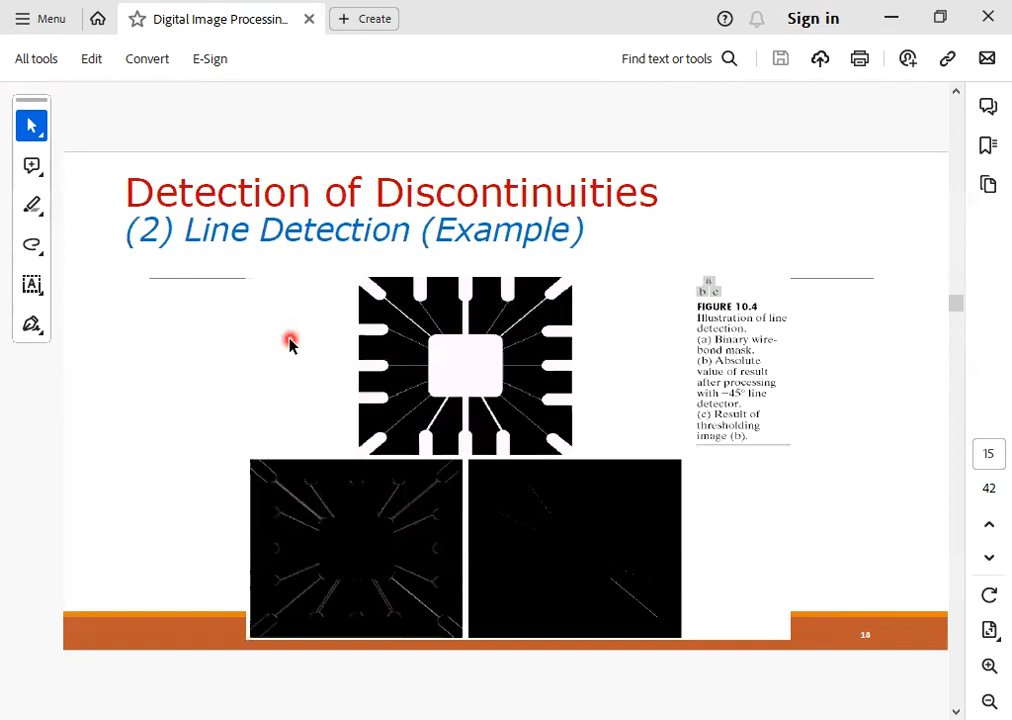 Menu
Digital Image Processin...
Create
Sign in
All tools
Edit
Convert
E-Sign
Find text or tools
Detection of Discontinuities
(2) Line Detection (Example)
a
b c
FIGURE 10.4
Illustration of line
detection.
(a) Binary wire-
bond mask.
(b) Absolute
value of result
after processing
with −45° line
detector.
(c) Result of
thresholding
image (b).
15
42
18